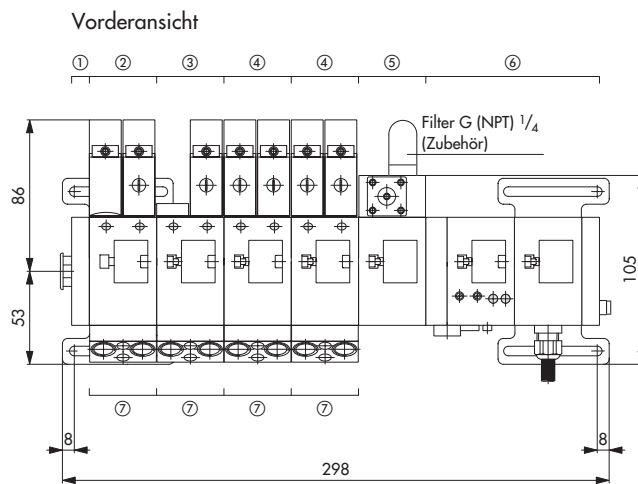 Vorderansicht
① ② ③ ④ ④ ⑤ ⑥
Filter G (NPT) 1/4
(Zubehör)
86
53
105
⑦ ⑦ ⑦ ⑦
8
8
298